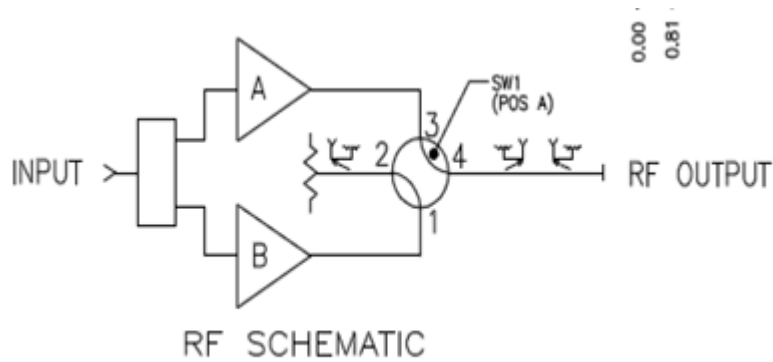 0.00
0.81
A
SW1
(POS A)
3
2
4
INPUT
RF OUTPUT
1
B
RF SCHEMATIC